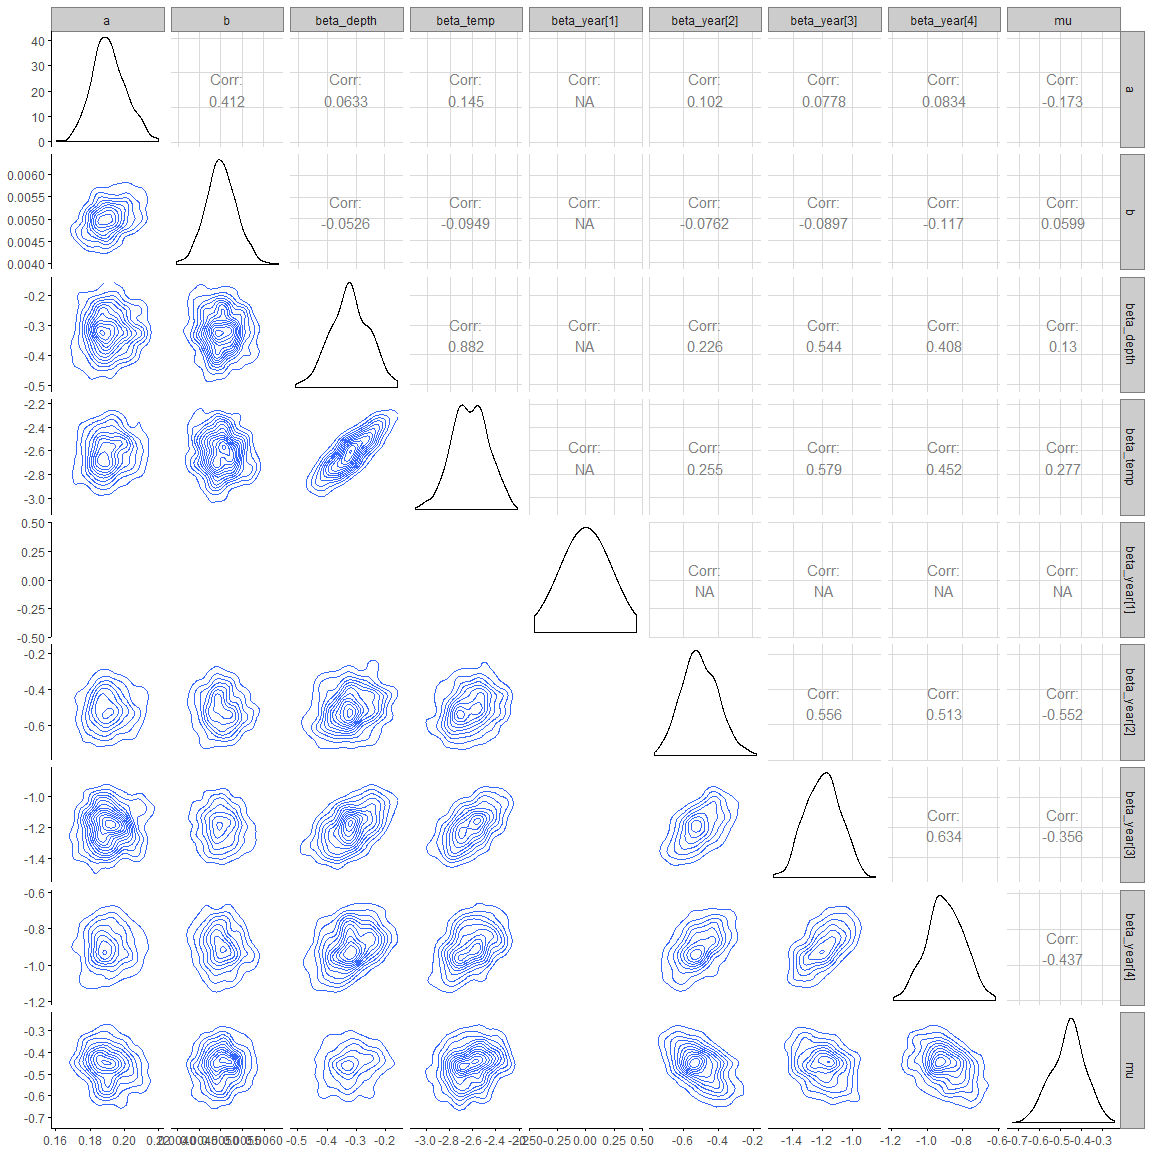 a b beta_depth beta_temp beta_year[1] beta_year[2] beta_year[3] beta_year[4] mu
40
30
20
10
0
Corr: Corr: Corr: Corr: Corr: Corr: Corr: Corr:
0.412 0.0633 0.145 NA 0.102 0.0778 0.0834 -0.173
a
0.0060
0.0055
0.0050
0.0045
0.0040
Corr: Corr: Corr: Corr: Corr: Corr: Corr:
-0.0526 -0.0949 NA -0.0762 -0.0897 -0.117 0.0599
b
-0.2
-0.3
-0.4
-0.5
Corr: Corr: Corr: Corr: Corr: Corr:
0.882 NA 0.226 0.544 0.408 0.13
beta_depth
-2.2
-2.4
-2.6
-2.8
-3.0
Corr: Corr: Corr: Corr: Corr:
NA 0.255 0.579 0.452 0.277
beta_temp
0.50
0.25
0.00
-0.25
-0.50
Corr: Corr: Corr: Corr:
NA NA NA NA
beta_year[1]
-0.2
-0.4
-0.6
Corr: Corr: Corr:
0.556 0.513 -0.552
beta_year[2]
-1.0
-1.2
-1.4
Corr: Corr:
0.634 -0.356
beta_year[3]
-0.6
-0.8
-1.0
-1.2
Corr:
-0.437
beta_year[4]
-0.3
-0.4
-0.5
-0.6
-0.7
mu
0.16 0.18 0.20 -0.5 -0.4 -0.3 -0.2 -3.0 -2.8 -2.6 -2.4 -0.25 0.00 0.25 0.50 -0.6 -0.4 -0.2 -1.4 -1.2 -1.0 -1.2 -1.0 -0.8 -0.6 -0.7 -0.6 -0.5 -0.4 -0.3